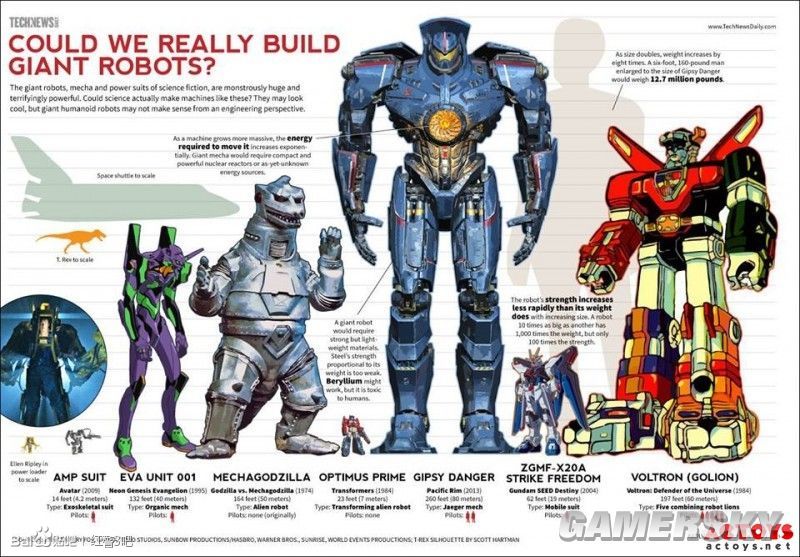 TECHNEWS
www.TechNewsDaily.com
COULD WE REALLY BUILD
GIANT ROBOTS?
The giant robots, mecha and power suits of science fiction, are monstrously huge and
terrifyingly powerful. Could science actually make machines like these? They may look
cool, but giant humanoid robots may not make sense from an engineering perspective.
As size doubles, weight increases by
eight times. A six-foot, 160-pound man
enlarged to the size of Gipsy Danger
would weigh 12.7 million pounds.
As a machine grows more massive, the energy
required to move it increases exponen-
tially. Giant mecha would require compact and
powerful nuclear reactors or as-yet-unknown
energy sources.
Space shuttle to scale
T. Rex to scale
The robot's strength increases
less rapidly than its weight
does with increasing size. A robot
10 times as big as another has
1,000 times the weight, but only
100 times the strength.
A giant robot
would require
strong but light-
weight materials.
Steel's strength
proportional to its
weight is too weak.
Beryllium might
work, but it is toxic
to humans.
Ellen Ripley in
power loader
to scale
AMP SUIT
Avatar (2009)
14 feet (4.2 meters)
Type: Exoskeletal suit
Pilots:
EVA UNIT 001
Neon Genesis Evangelion (1995)
132 feet (40 meters)
Type: Organic mech
Pilots:
MECHAGODZILLA
Godzilla vs. Mechagodzilla (1974)
164 feet (50 meters)
Type: Alien robot
Pilots: none (originally)
OPTIMUS PRIME
Transformers (1984)
23 feet (7 meters)
Type: Transforming alien robot
Pilots: none
GIPSY DANGER
Pacific Rim (2013)
260 feet (80 meters)
Type: Jaeger mech
Pilots:
ZGMF-X20A
STRIKE FREEDOM
Gundam SEED Destiny (2004)
62 feet (19 meters)
Type: Mobile suit
Pilots:
VOLTRON (GOLION)
Voltron: Defender of the Universe (1984)
197 feet (60 meters)
Type: Five combining robot lions
Pilots:
STUDIOS, SUNBOW PRODUCTIONS/HASBRO, WARNER BROS., SUNRISE, WORLD EVENTS PRODUCTIONS; T-REX SILHOUETTE BY SCOTT HARTMAN
GAMERSKY
actoys
actoys.net